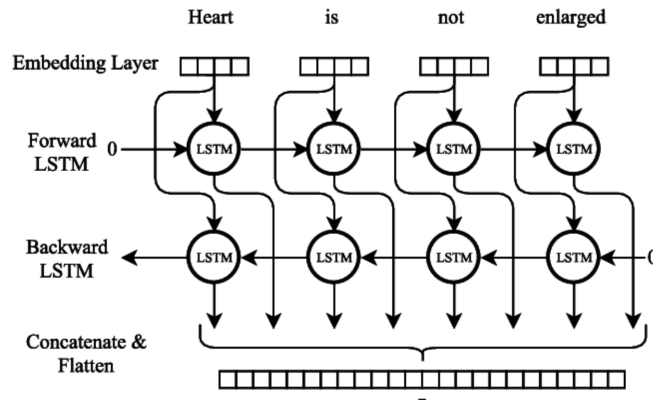 Heart is not enlarged
Embedding Layer
Forward
LSTM
0
LSTM LSTM LSTM LSTM
Backward
LSTM
LSTM LSTM LSTM LSTM
0
Concatenate &
Flatten